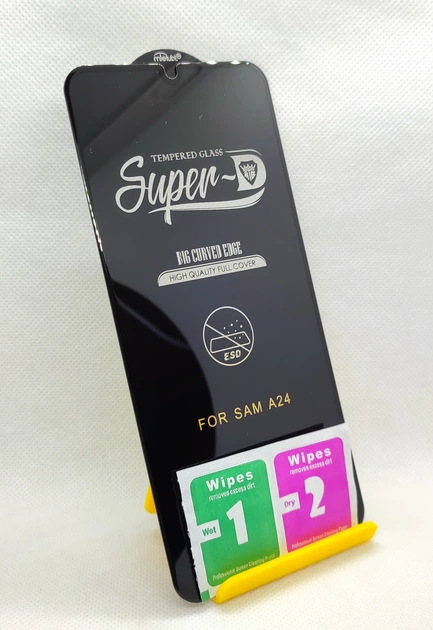 mietubl®
TEMPERED GLASS
Super~D
BIG CURVED EDGE
HIGH QUALITY FULL COVER
ESD
FOR SAM A24
Wipes
removes excess dirt
Wet
1
Wipes
removes excess dirt
Dry
2